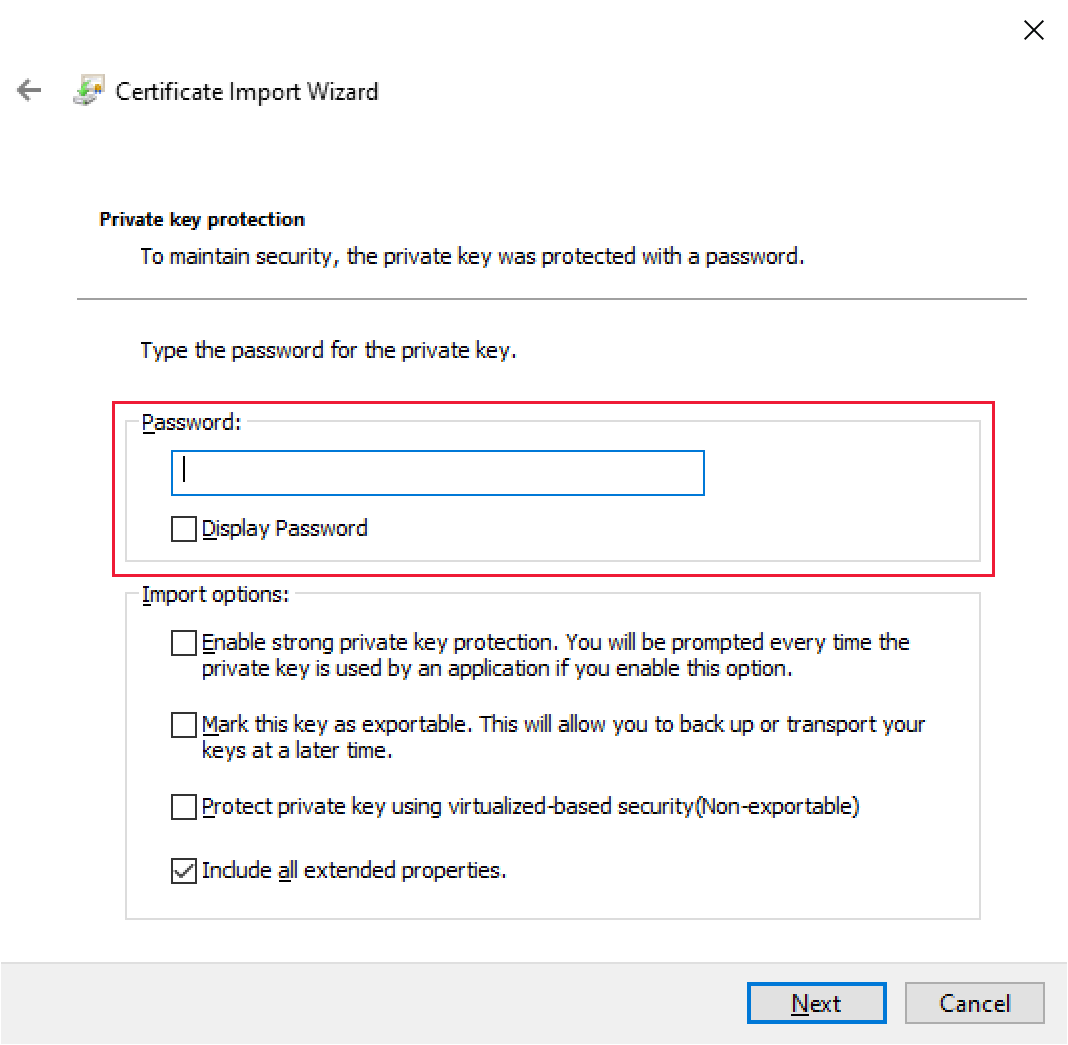 Certificate Import Wizard
Private key protection
To maintain security, the private key was protected with a password.
Type the password for the private key.
Password:
Display Password
Import options:
Enable strong private key protection. You will be prompted every time the
private key is used by an application if you enable this option.
Mark this key as exportable. This will allow you to back up or transport your
keys at a later time.
Protect private key using virtualized-based security(Non-exportable)
Include all extended properties.
Next
Cancel